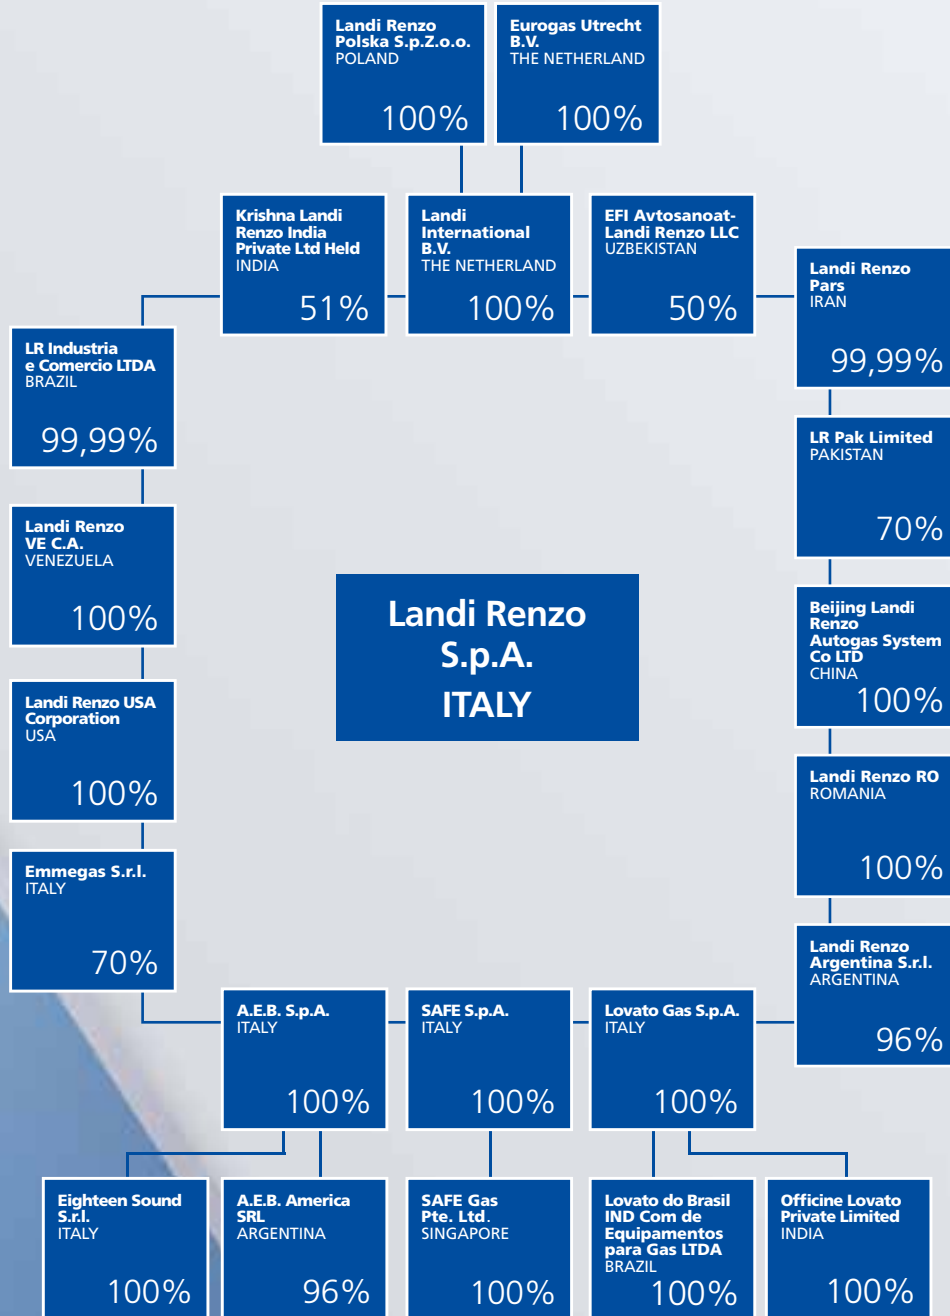 Landi Renzo
Polska S.p.Z.o.o.
POLAND
100%
Eurogas Utrecht
B.V.
THE NETHERLAND
100%
Krishna Landi
Renzo India
Private Ltd Held
INDIA
51%
Landi
International
B.V.
THE NETHERLAND
100%
EFI Avtosanoat-
Landi Renzo LLC
UZBEKISTAN
50%
Landi Renzo
Pars
IRAN
99,99%
LR Industria
e Comercio LTDA
BRAZIL
99,99%
LR Pak Limited
PAKISTAN
70%
Landi Renzo
VE C.A.
VENEZUELA
100%
Landi Renzo
S.p.A.
ITALY
Beijing Landi
Renzo
Autogas System
Co LTD
CHINA
100%
Landi Renzo USA
Corporation
USA
100%
Landi Renzo RO
ROMANIA
100%
Emmegas S.r.l.
ITALY
70%
Landi Renzo
Argentina S.r.l.
ARGENTINA
96%
A.E.B. S.p.A.
ITALY
100%
SAFE S.p.A.
ITALY
100%
Lovato Gas S.p.A.
ITALY
100%
Eighteen Sound
S.r.l.
ITALY
100%
A.E.B. America
SRL
ARGENTINA
96%
SAFE Gas
Pte. Ltd.
SINGAPORE
100%
Lovato do Brasil
IND Com de
Equipamentos
para Gas LTDA
BRAZIL
100%
Officine Lovato
Private Limited
INDIA
100%